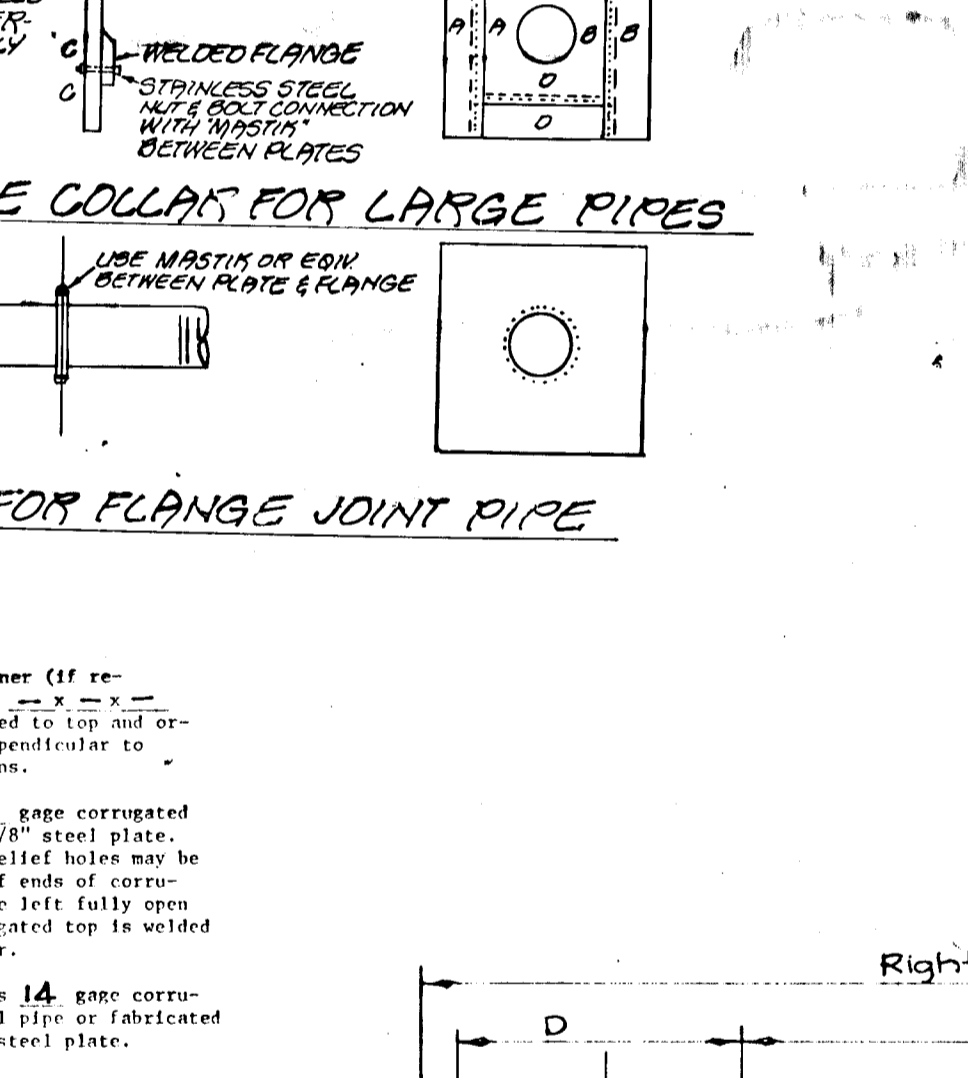 ER-
LY
C
C
WELDED FLANGE
STAINLESS STEEL
NUT & BOLT CONNECTION
WITH "MASTIK"
BETWEEN PLATES
A A B B
D
D
E COLLAR FOR LARGE PIPES
USE MASTIK OR EQIV.
BETWEEN PLATE & FLANGE
FOR FLANGE JOINT PIPE
ner (if re-
— x — x —
ed to top and or-
pendicular to
ns.
gage corrugated
/8" steel plate.
elief holes may be
f ends of corru-
e left fully open
gated top is welded
r.
s 14 gage corru-
l pipe or fabricated
steel plate.
Right
D